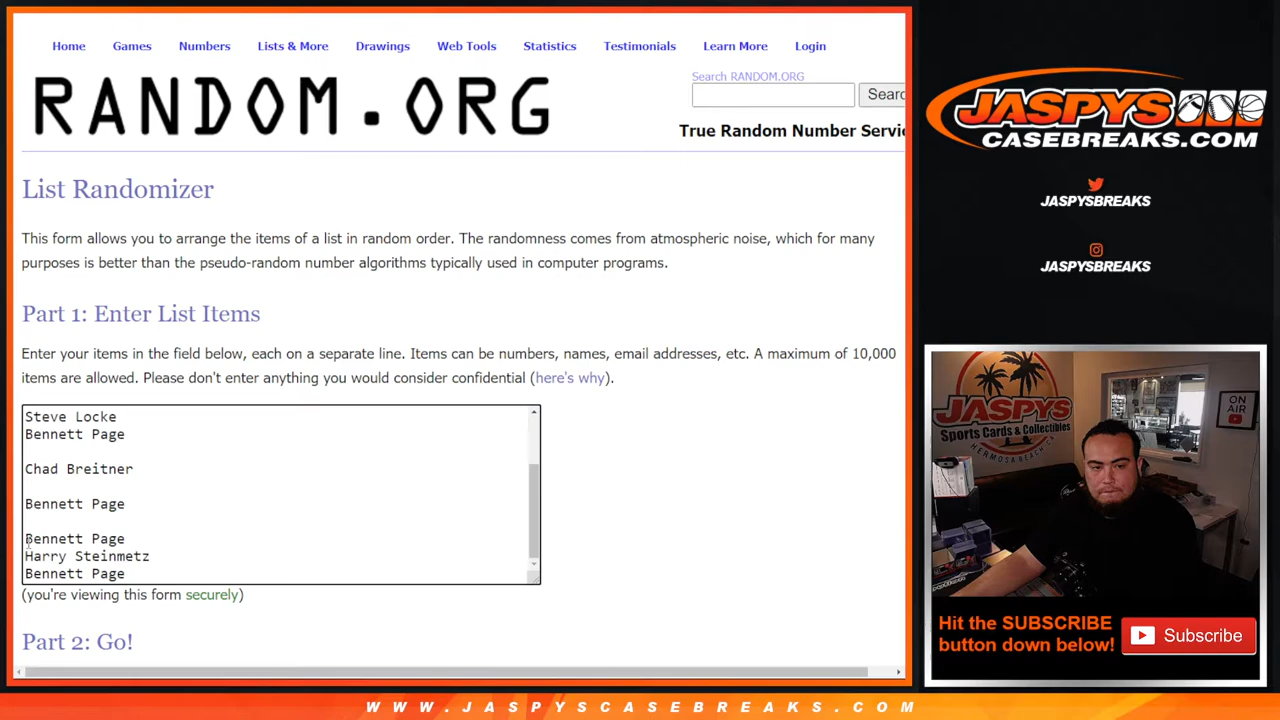 Home Games Numbers Lists & More Drawings Web Tools Statistics Testimonials Learn More Login
RANDOM.ORG
Search RANDOM.ORG
Searc
True Random Number Servic
List Randomizer
This form allows you to arrange the items of a list in random order. The randomness comes from atmospheric noise, which for many
purposes is better than the pseudo-random number algorithms typically used in computer programs.
Part 1: Enter List Items
Enter your items in the field below, each on a separate line. Items can be numbers, names, email addresses, etc. A maximum of 10,000
items are allowed. Please don't enter anything you would consider confidential (here's why).
Steve Locke
Bennett Page
Chad Breitner
Bennett Page
Bennett Page
Harry Steinmetz
Bennett Page
(you're viewing this form securely)
Part 2: Go!
JASPYS
CASEBREAKS.COM
JASPYSBREAKS
JASPYSBREAKS
JASPYS
Sports Cards & Collectibles
HERMOSA BEACH, CA
ON AIR
Hit the SUBSCRIBE
button down below!
Subscribe
WWW.JASPYSCASEBREAKS.COM